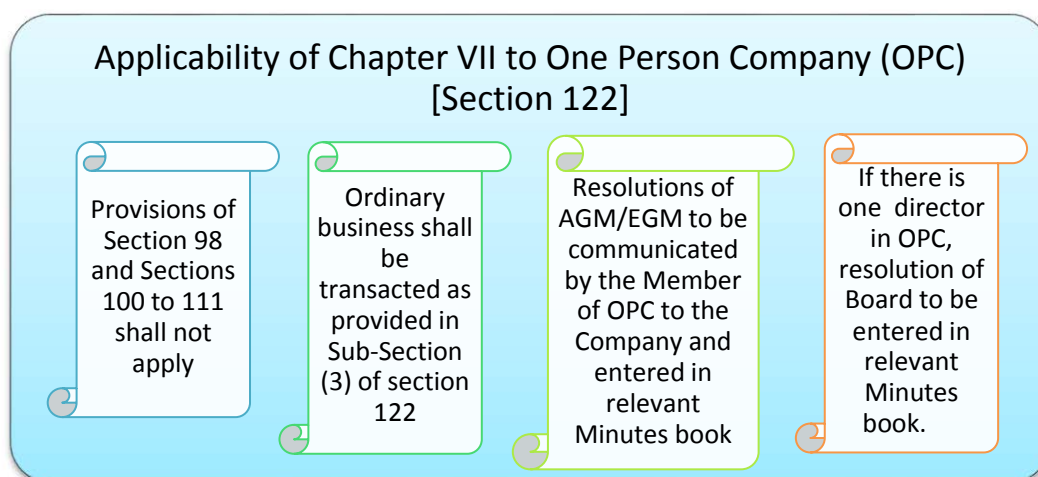 Applicability of Chapter VII to One Person Company (OPC)
[Section 122]
Provisions of
Section 98
and Sections
100 to 111
shall not
apply
Ordinary
business shall
be
transacted as
provided in
Sub-Section
(3) of section
122
Resolutions of
AGM/EGM to be
communicated
by the Member
of OPC to the
Company and
entered in
relevant
Minutes book
If there is
one director
in OPC,
resolution of
Board to be
entered in
relevant
Minutes
book.